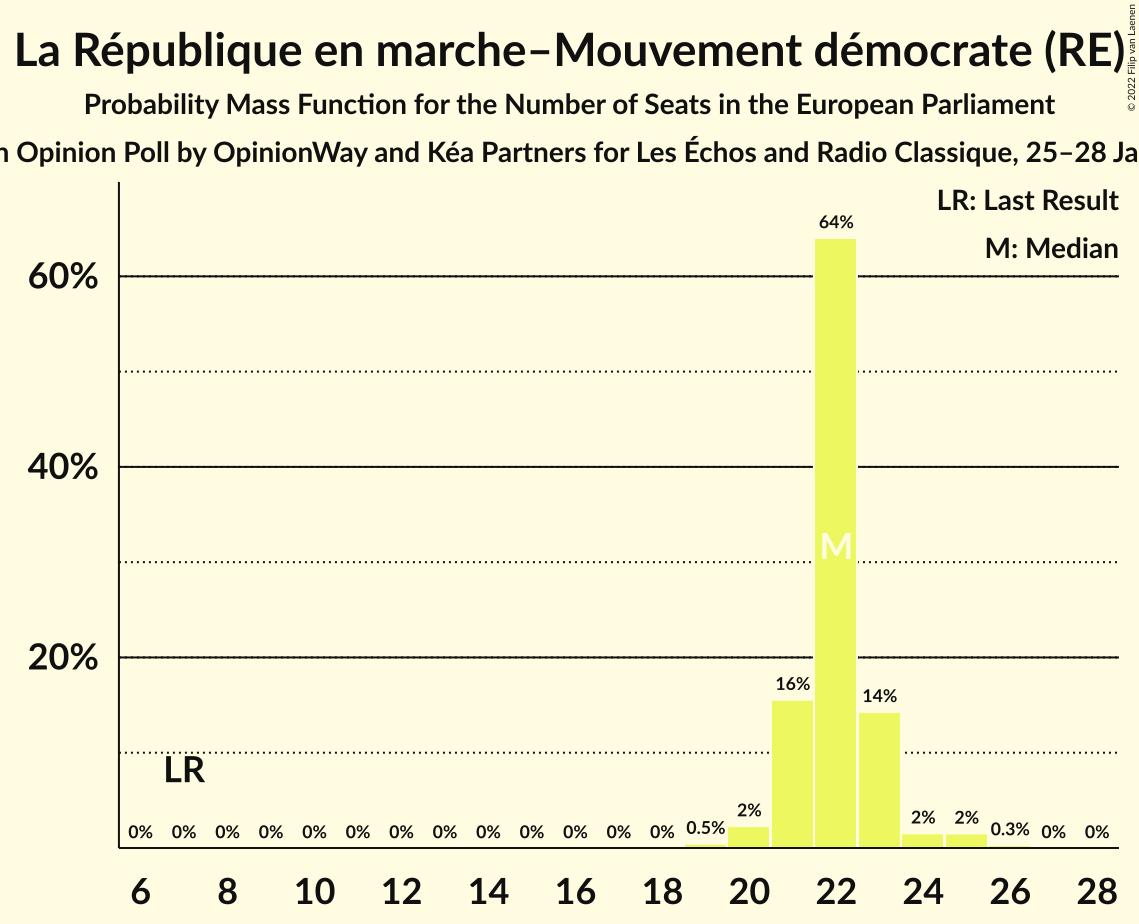 La République en marche–Mouvement démocrate (RE)
© 2022 Filip van Laenen
Probability Mass Function for the Number of Seats in the European Parliament
Opinion Poll by OpinionWay and Kéa Partners for Les Échos and Radio Classique, 25–28
LR: Last Result
M: Median
64%
60%
40%
M
20%
16%
14%
LR
0% 0% 0% 0% 0% 0% 0% 0% 0% 0% 0% 0% 0% 0.5% 2% 2% 2% 0.3% 0% 0%
6 8 10 12 14 16 18 20 22 24 26 28